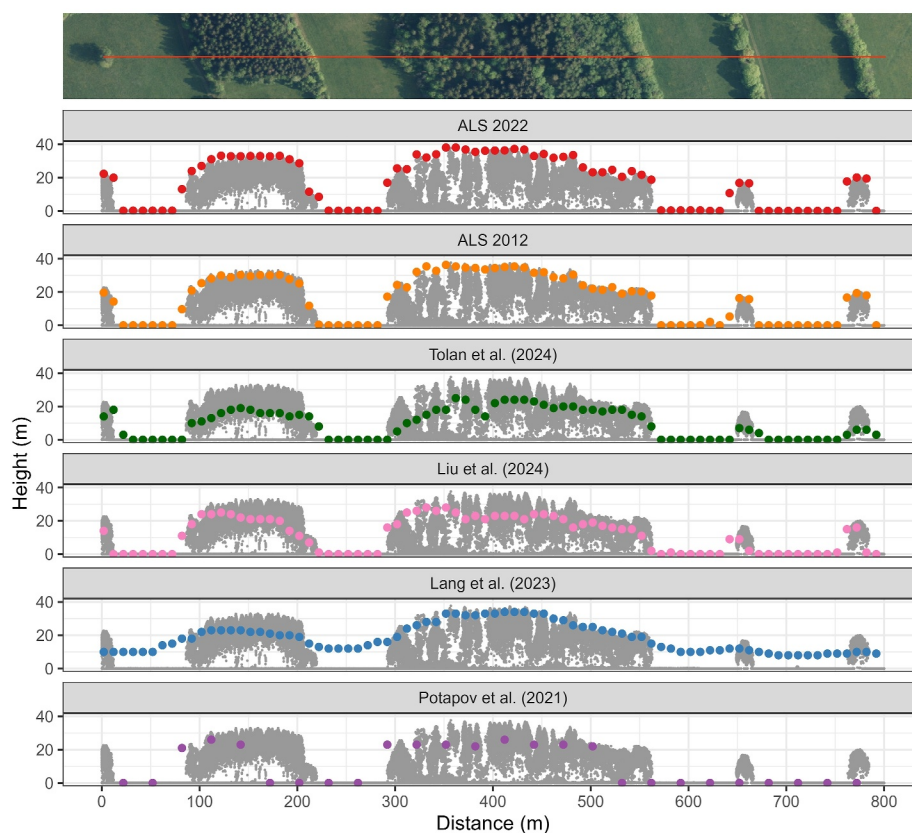 ALS 2022
40
20
0
ALS 2012
40
20
0
Tolan et al. (2024)
40
20
0
Liu et al. (2024)
40
20
0
Lang et al. (2023)
40
20
0
Potapov et al. (2021)
40
20
0
Height (m)
0 100 200 300 400 500 600 700 800
Distance (m)